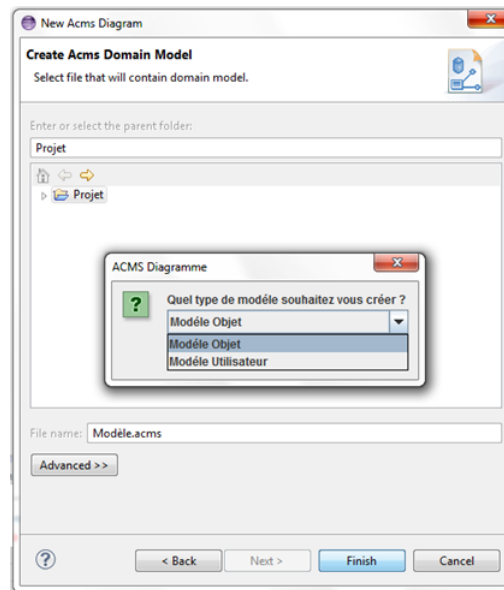 New Acms Diagram
Create Acms Domain Model
Select file that will contain domain model.
Enter or select the parent folder:
Projet
Projet
ACMS Diagramme
Quel type de modéle souhaitez vous créer ?
Modéle Objet
Modéle Objet
Modéle Utilisateur
File name: Modèle.acms
Advanced >>
< Back Next > Finish Cancel